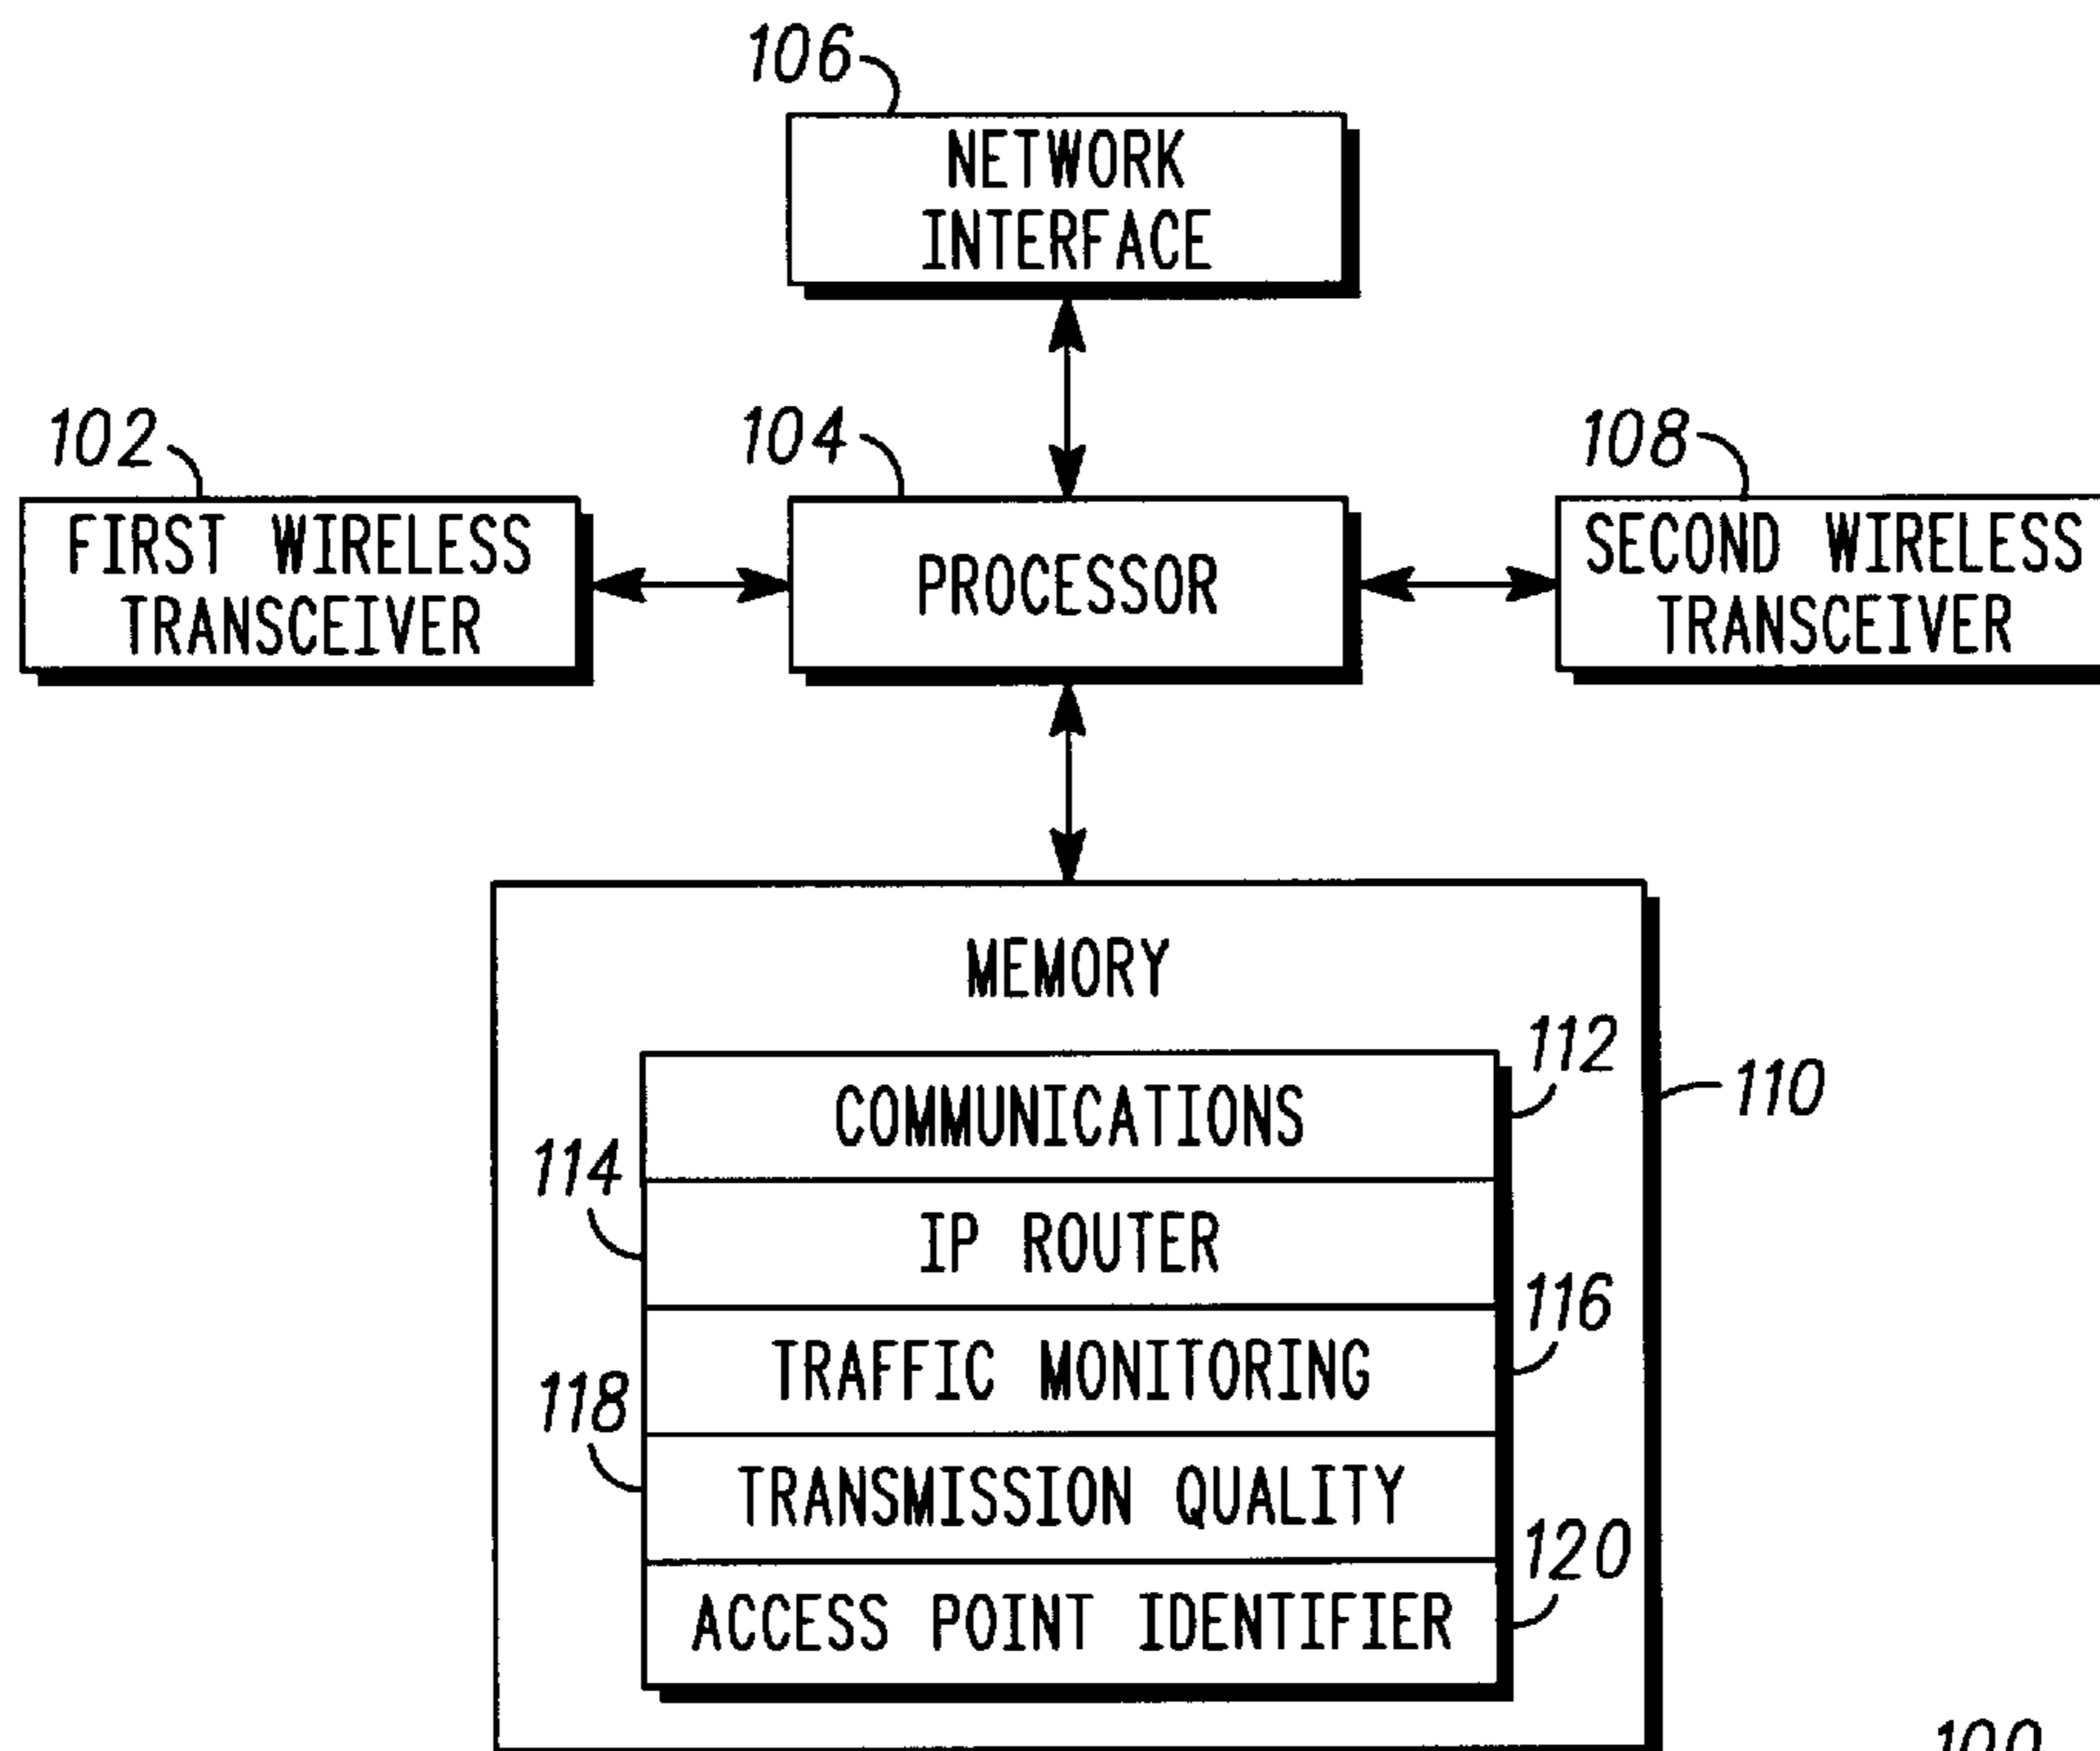 106
NETWORK
INTERFACE
102
104
108
FIRST WIRELESS
TRANSCEIVER
PROCESSOR
SECOND WIRELESS
TRANSCEIVER
MEMORY
112
COMMUNICATIONS
110
114
IP ROUTER
116
TRAFFIC MONITORING
118
TRANSMISSION QUALITY
120
ACCESS POINT IDENTIFIER
100